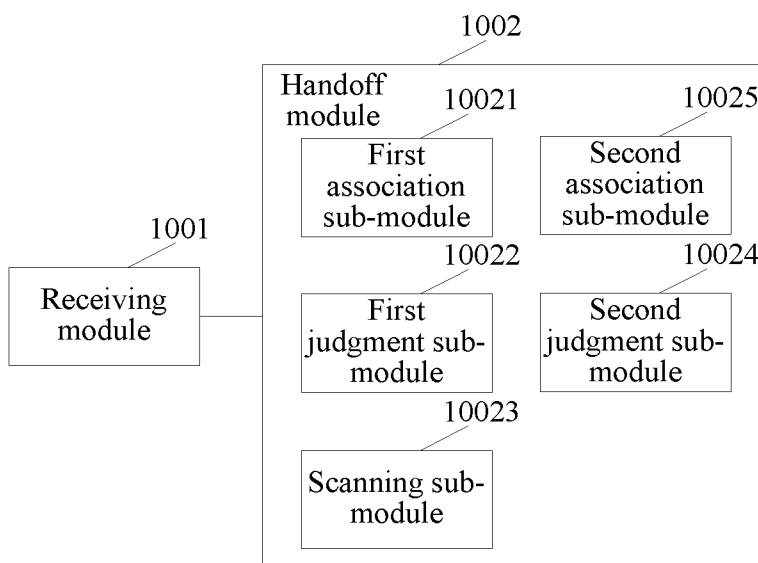 1002
Handoff
module
10021
First
association
sub-module
10025
Second
association
sub-module
1001
Receiving
module
10022
First
judgment sub-
module
10024
Second
judgment sub-
module
10023
Scanning sub-
module